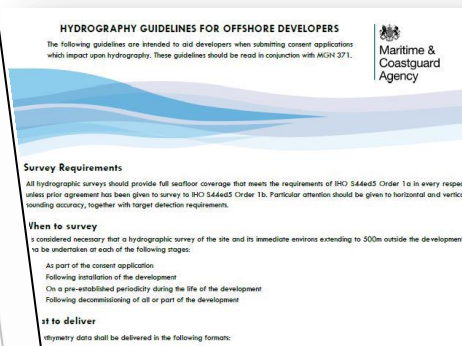 HYDROGRAPHY GUIDELINES FOR OFFSHORE DEVELOPERS
The following guidelines are intended to aid developers when submitting consent applications
which impact upon hydrography. These guidelines should be read in conjunction with MGN 371.
Maritime &
Coastguard
Agency
Survey Requirements
All hydrographic surveys should provide full seafloor coverage that meets the requirements of IHO S44ed5 Order 1a in every
unless prior agreement has been given to survey to IHO S44ed5 Order 1b. Particular attention should be given to horizontal and
sounding accuracy, together with target detection requirements.
When to survey
is considered necessary that a hydrographic survey of the site and its immediate environs extending to 500m outside the development
be undertaken at each of the following stages:
As part of the consent application
Following installation of the development
On a pre-established periodicity during the life of the development
Following decommissioning of all or part of the development
to deliver
data shall be delivered in the following formats: